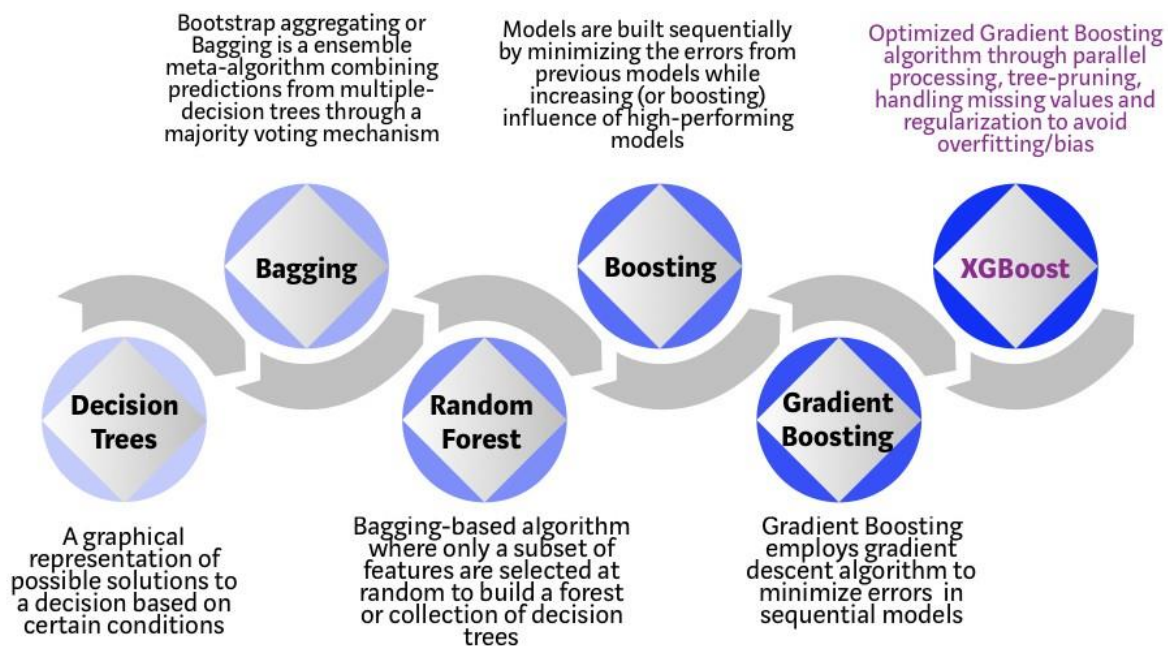 Bootstrap aggregating or
Bagging is a ensemble
meta-algorithm combining
predictions from multiple-
decision trees through a
majority voting mechanism
Models are built sequentially
by minimizing the errors from
previous models while
increasing (or boosting)
influence of high-performing
models
Optimized Gradient Boosting
algorithm through parallel
processing, tree-pruning,
handling missing values and
regularization to avoid
overfitting/bias
Bagging
Boosting
XGBoost
Decision
Trees
Random
Forest
Gradient
Boosting
A graphical
representation of
possible solutions to
a decision based on
certain conditions
Bagging-based algorithm
where only a subset of
features are selected at
random to build a forest
or collection of decision
trees
Gradient Boosting
employs gradient
descent algorithm to
minimize errors in
sequential models